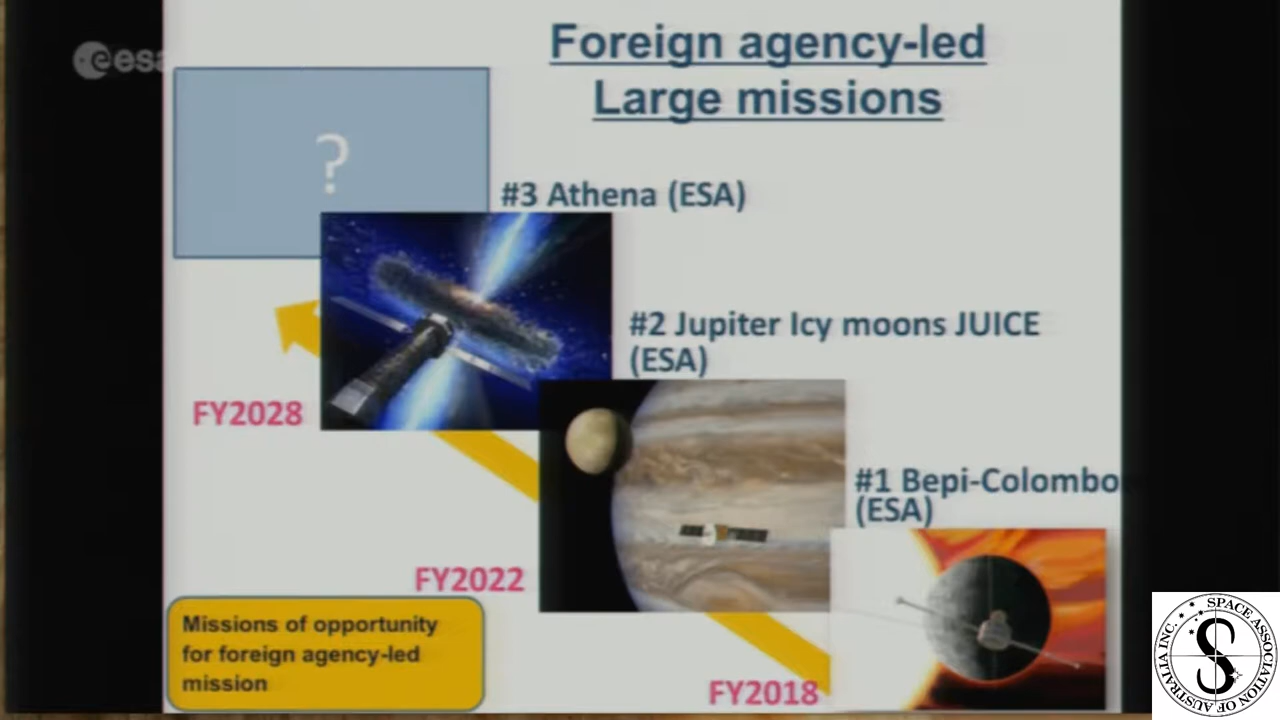 esa
Foreign agency-led
Large missions
?
#3 Athena (ESA)
#2 Jupiter Icy moons JUICE
(ESA)
FY2028
#1 Bepi-Colombo
(ESA)
FY2022
Missions of opportunity
for foreign agency-led
mission
FY2018
SPACE ASSOCIATION OF AUSTRALIA INC.
S